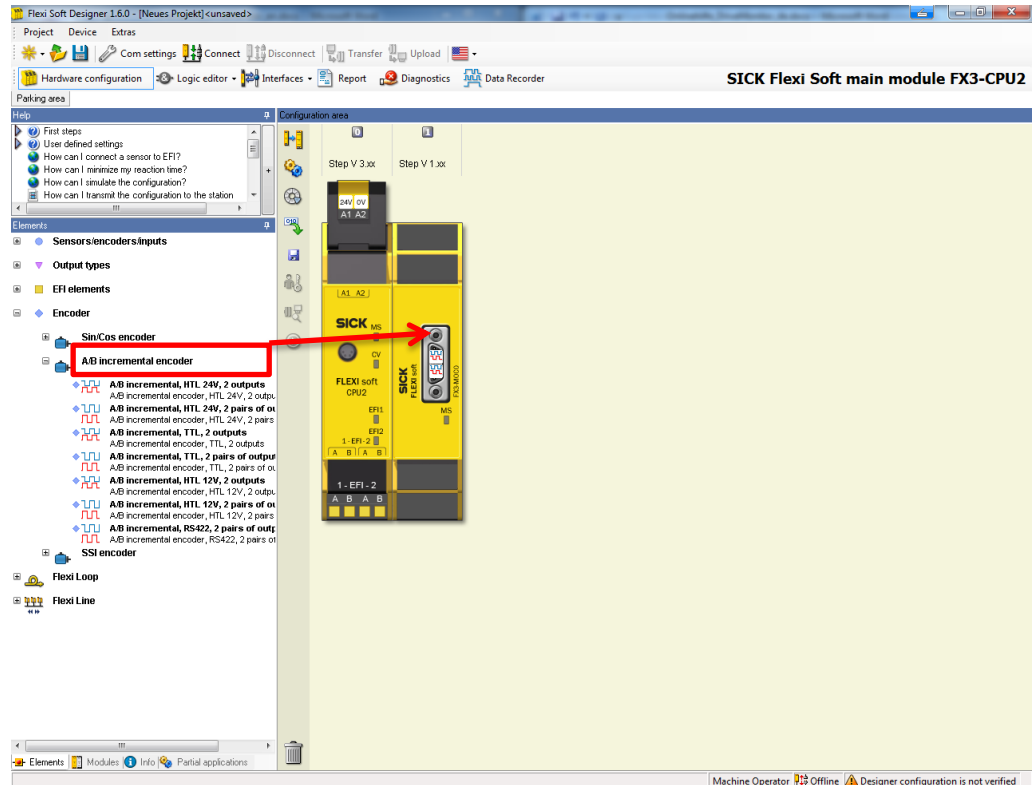 Flexi Soft Designer 1.6.0 - [Neues Projekt]<unsaved>
Project Device Extras
Com settings Connect Disconnect Transfer Upload
Hardware configuration Logic editor Interfaces Report Diagnostics Data Recorder SICK Flexi Soft main module FX3-CPU2
Parking area
Help
First steps
User defined settings
How can I connect a sensor to EFI?
How can I minimize my reaction time?
How can I simulate the configuration?
How can I transmit the configuration to the station
Elements
Sensors/encoders/inputs
Output types
EFI elements
Encoder
Sin/Cos encoder
A/B incremental encoder
A/B incremental, HTL 24V, 2 outputs
A/B incremental encoder, HTL 24V, 2 outpu
A/B incremental, HTL 24V, 2 pairs of ou
A/B incremental encoder, HTL 24V, 2 pairs
A/B incremental, TTL, 2 outputs
A/B incremental encoder, TTL, 2 outputs
A/B incremental, TTL, 2 pairs of output
A/B incremental encoder, TTL, 2 pairs of ou
A/B incremental, HTL 12V, 2 outputs
A/B incremental encoder, HTL 12V, 2 outpu
A/B incremental, HTL 12V, 2 pairs of ou
A/B incremental encoder, HTL 12V, 2 pairs
A/B incremental, RS422, 2 pairs of outp
A/B incremental encoder, RS422, 2 pairs of
SSI encoder
Flexi Loop
Flexi Line
Elements Modules Info Partial applications
Configuration area
0 1
Step V 3.xx Step V 1.xx
24V 0V
A1 A2
A1 A2
SICK MS
CV
FLEXI soft
CPU2
EFI1
EFI2
1 - EFI - 2
A B A B
1 - EFI - 2
A B A B
SICK
FLEXI soft
FX3-MOC0
MS
Machine Operator Offline Designer configuration is not verified